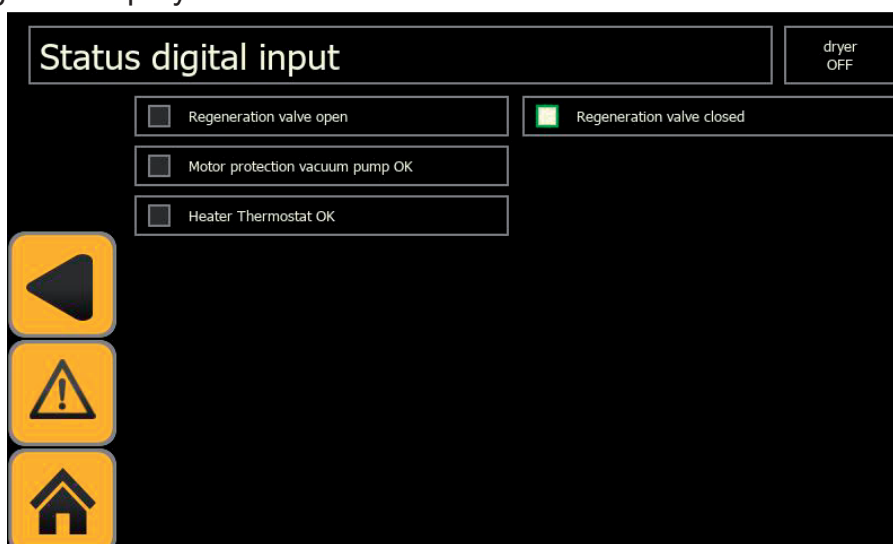 Status digital input
dryer
OFF
Regeneration valve open
Regeneration valve closed
Motor protection vacuum pump OK
Heater Thermostat OK